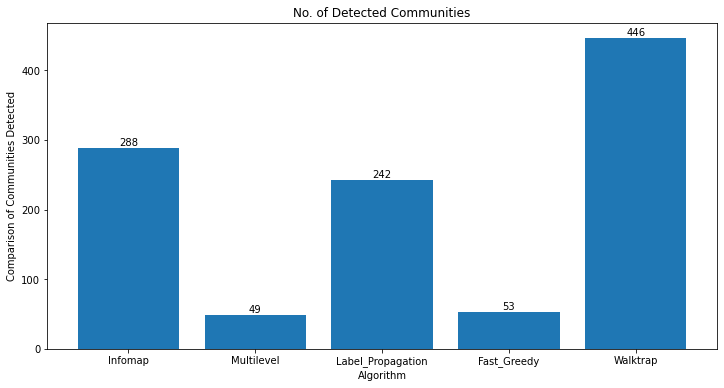 No. of Detected Communities
Comparison of Communities Detected
400
300
200
100
0
288
49
242
53
446
Infomap
Multilevel
Label_Propagation
Fast_Greedy
Walktrap
Algorithm